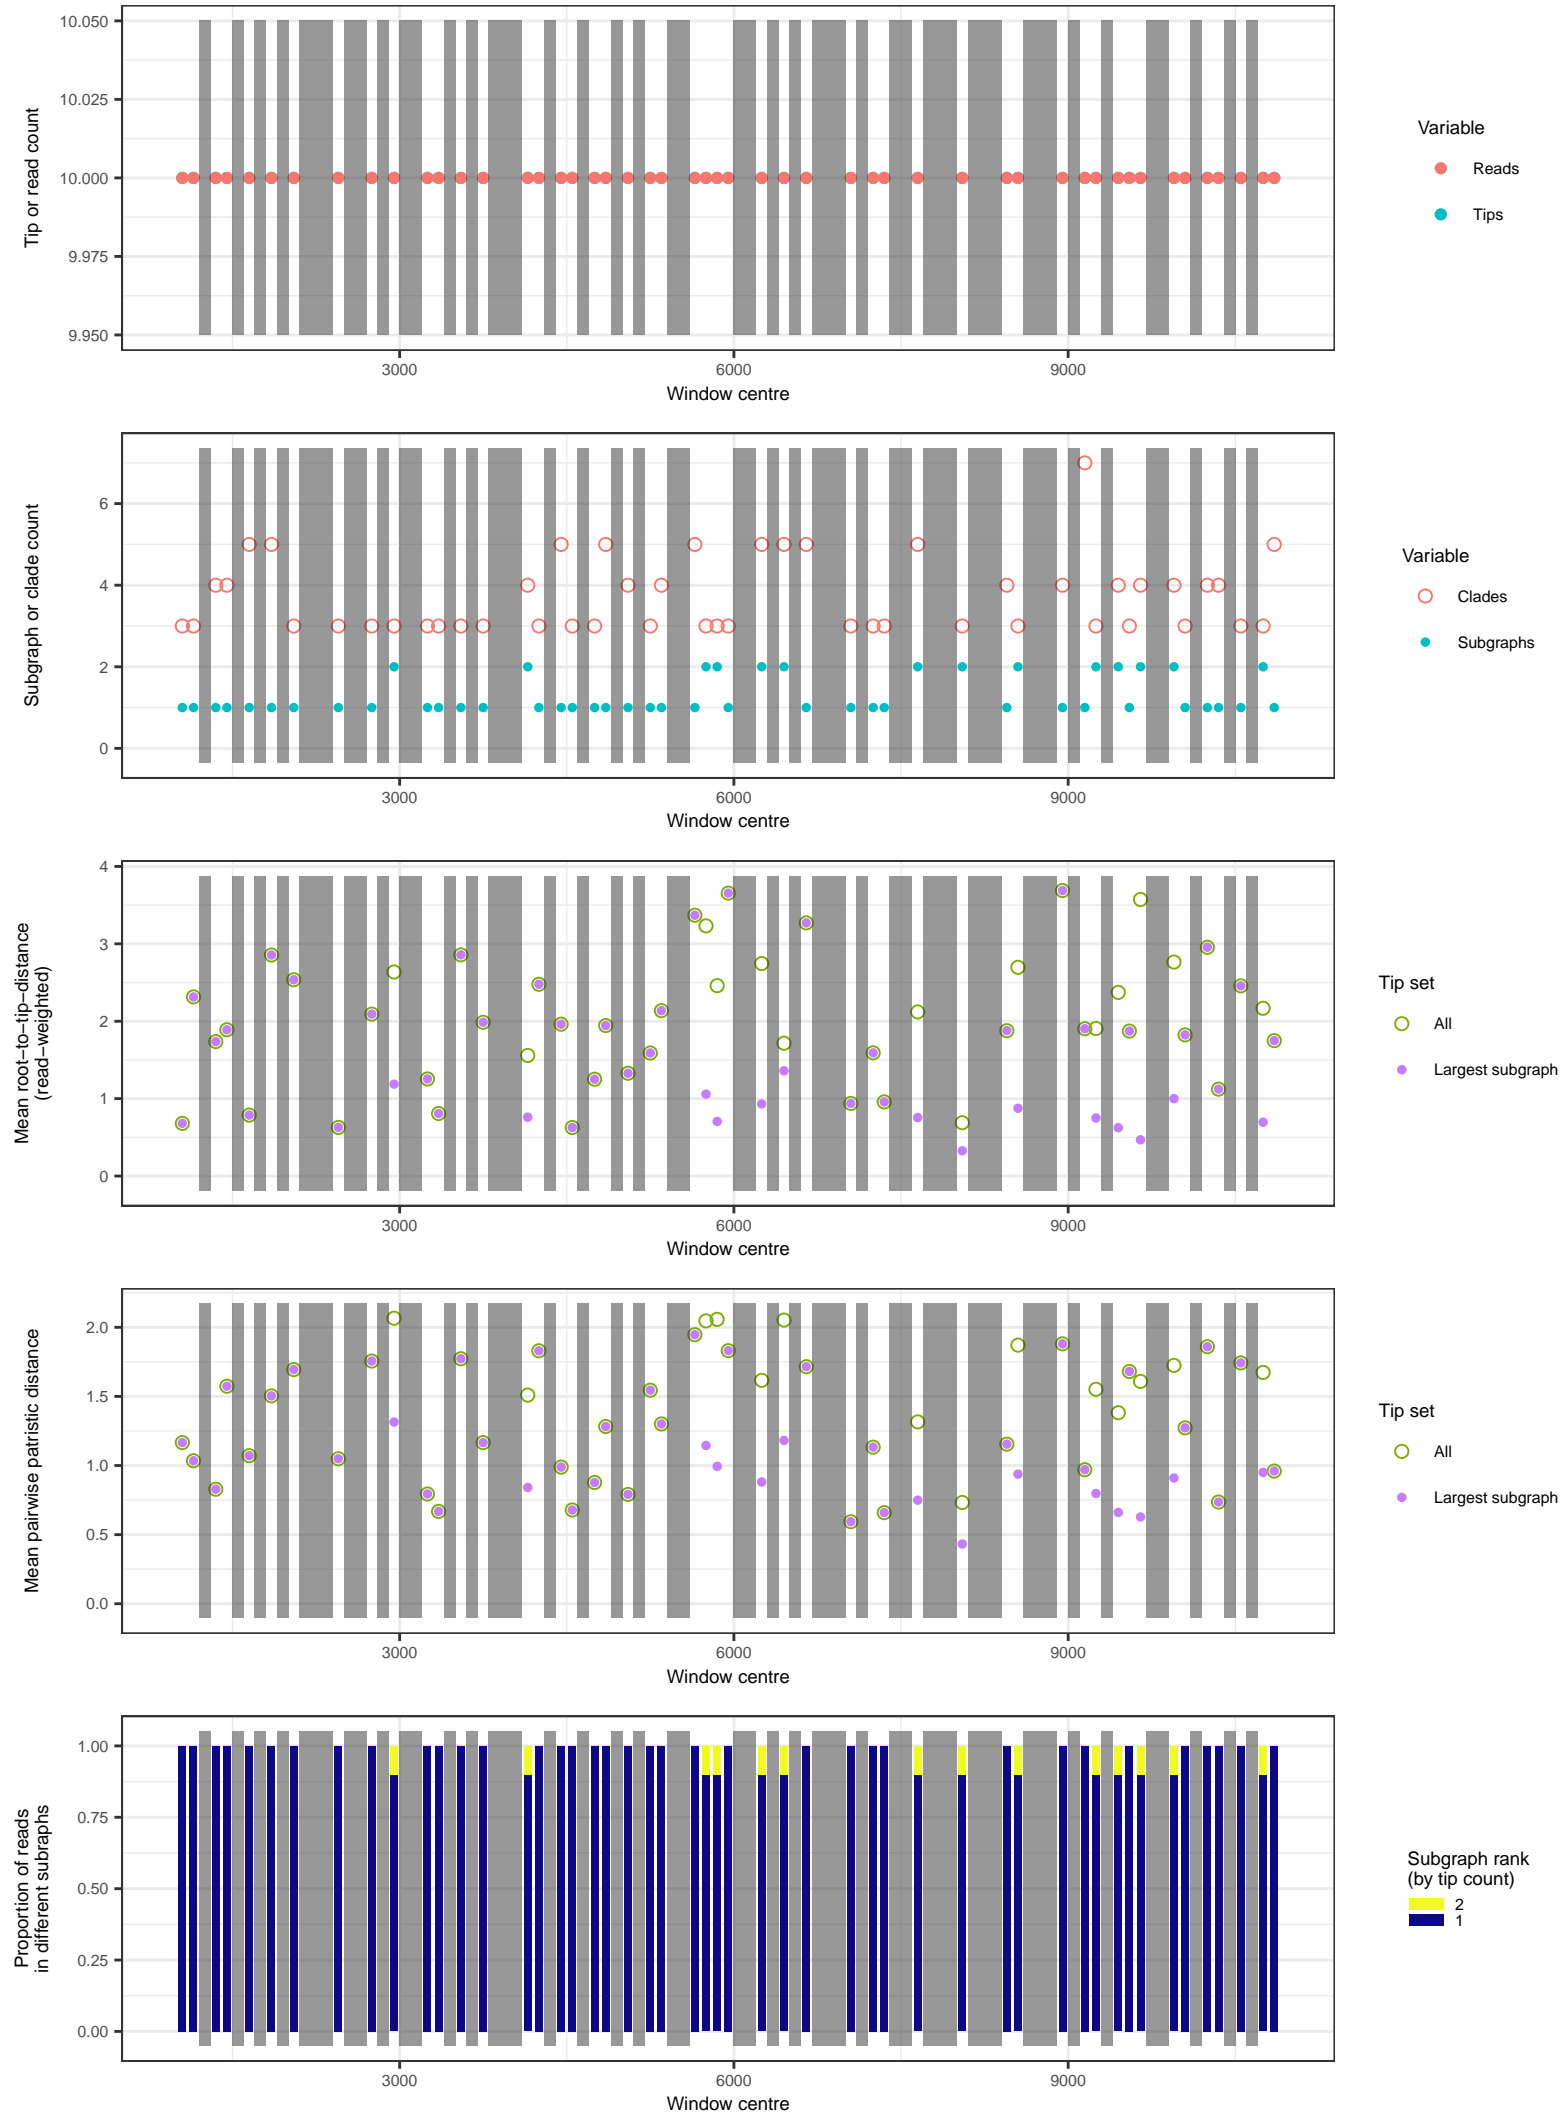 10.050
10.025
10.000
9.975
9.950
Tip or read count
3000
6000
9000
Window centre
Variable
Reads
Tips
6
4
2
0
Subgraph or clade count
3000
6000
9000
Window centre
Variable
Clades
Subgraphs
4
3
2
1
0
Mean root−to−tip−distance
(read−weighted)
3000
6000
9000
Window centre
Tip set
All
Largest subgraph
2.0
1.5
1.0
0.5
0.0
Mean pairwise patristic distance
3000
6000
9000
Window centre
Tip set
All
Largest subgraph
1.00
0.75
0.50
0.25
0.00
Proportion of reads
in different subraphs
3000
6000
9000
Window centre
Subgraph rank
(by tip count)
2
1